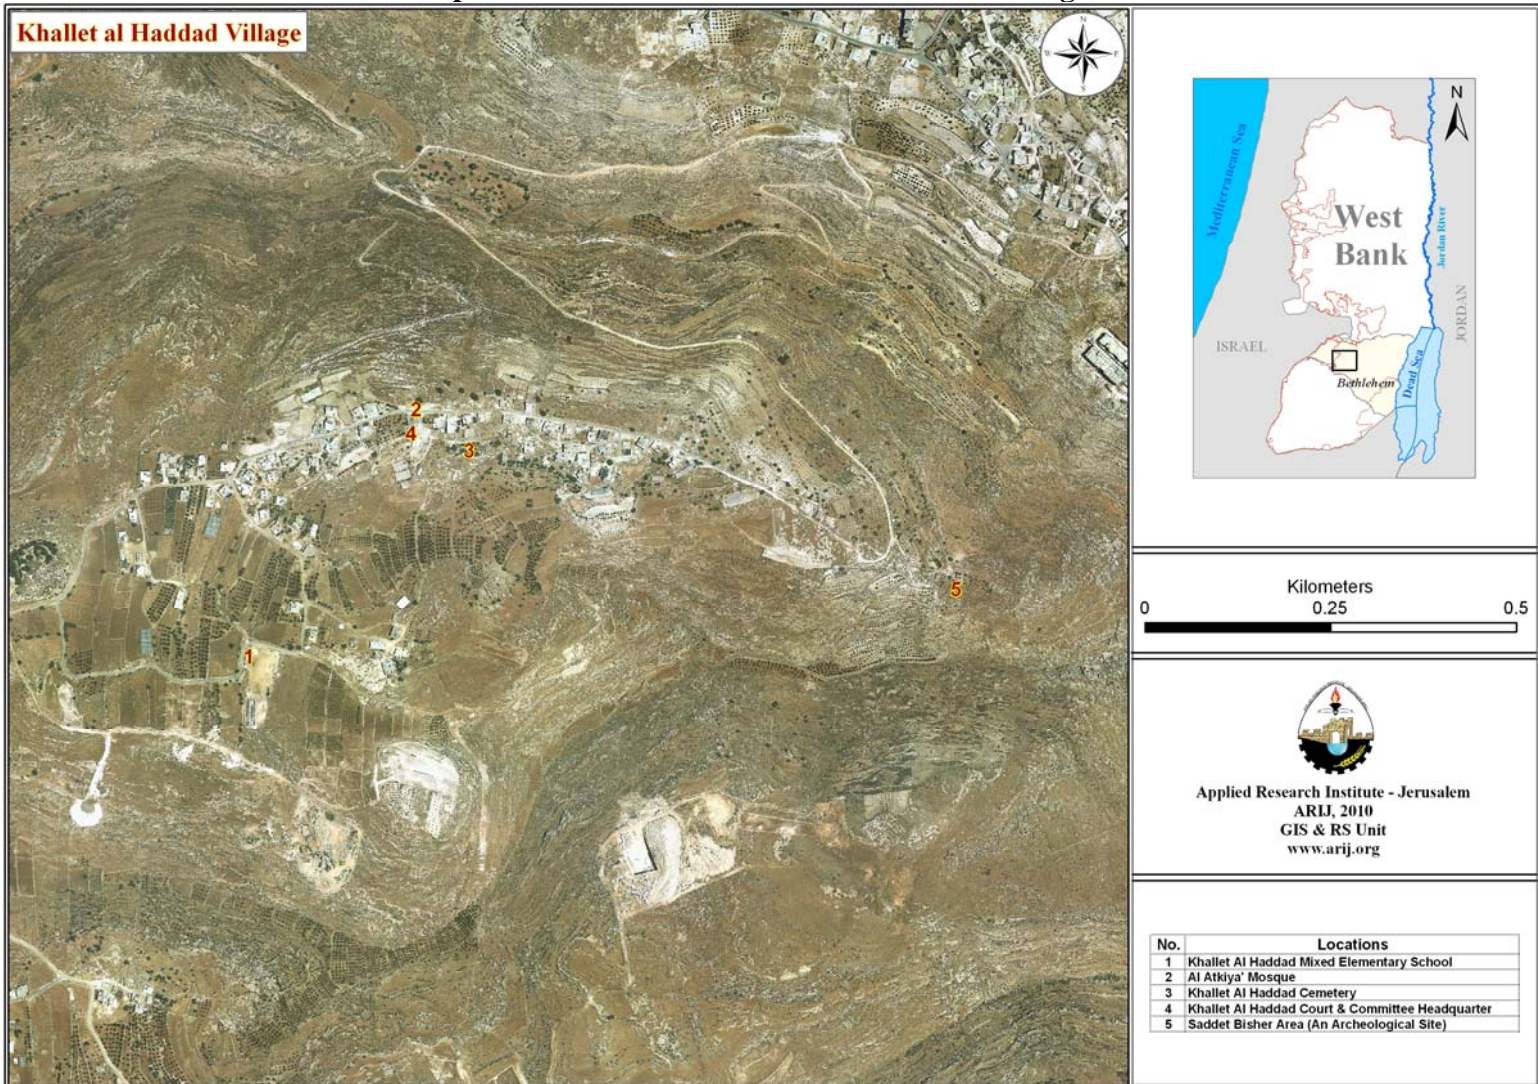 Khallet al Haddad Village
N
W E
S
2
4
3
5
1
N
Mediterranean Sea
West
Bank
Jordan River
JORDAN
ISRAEL
Bethlehem
Dead Sea
Kilometers
0 0.25 0.5
Applied Research Institute - Jerusalem
ARIJ, 2010
GIS & RS Unit
www.arij.org
No. Locations
1 Khallet Al Haddad Mixed Elementary School
2 Al Atkiya' Mosque
3 Khallet Al Haddad Cemetery
4 Khallet Al Haddad Court & Committee Headquarter
5 Saddet Bisher Area (An Archeological Site)